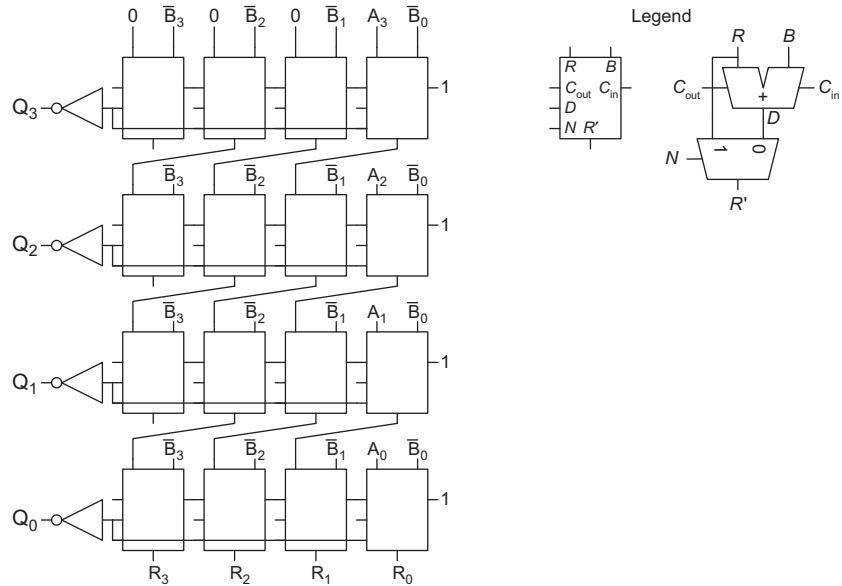 Legend
0 B̅₃ 0 B̅₂ 0 B̅₁ A₃ B̅₀
1
Q₃
B̅₃ B̅₂ B̅₁ A₂ B̅₀
1
Q₂
B̅₃ B̅₂ B̅₁ A₁ B̅₀
1
Q₁
B̅₃ B̅₂ B̅₁ A₀ B̅₀
1
Q₀
R₃ R₂ R₁ R₀
R B
Cout Cin
D
N R'
R B
Cout + Cin
D
1 0
N
R'